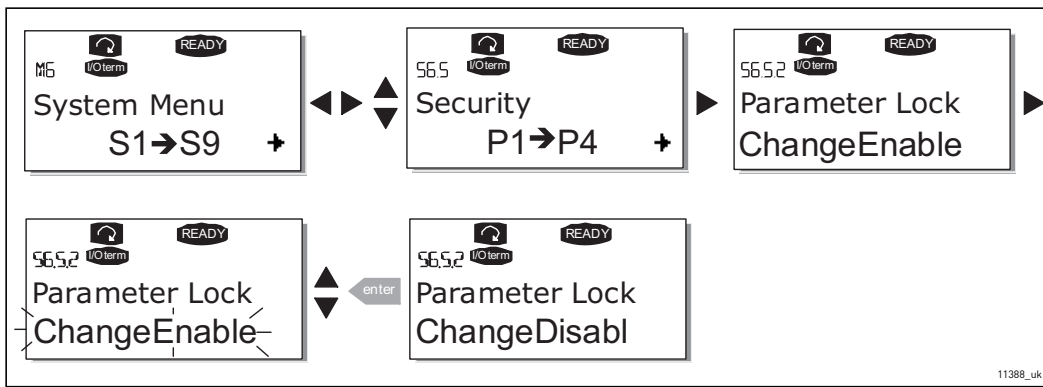 READY
M6
I/Oterm
System Menu
S1➔S9
READY
S6.5
I/Oterm
Security
P1➔P4
READY
S6.5.2
I/Oterm
Parameter Lock
ChangeEnable
READY
S6.5.2
I/Oterm
Parameter Lock
ChangeEnable
enter
READY
S6.5.2
I/Oterm
Parameter Lock
ChangeDisabl
11388_uk